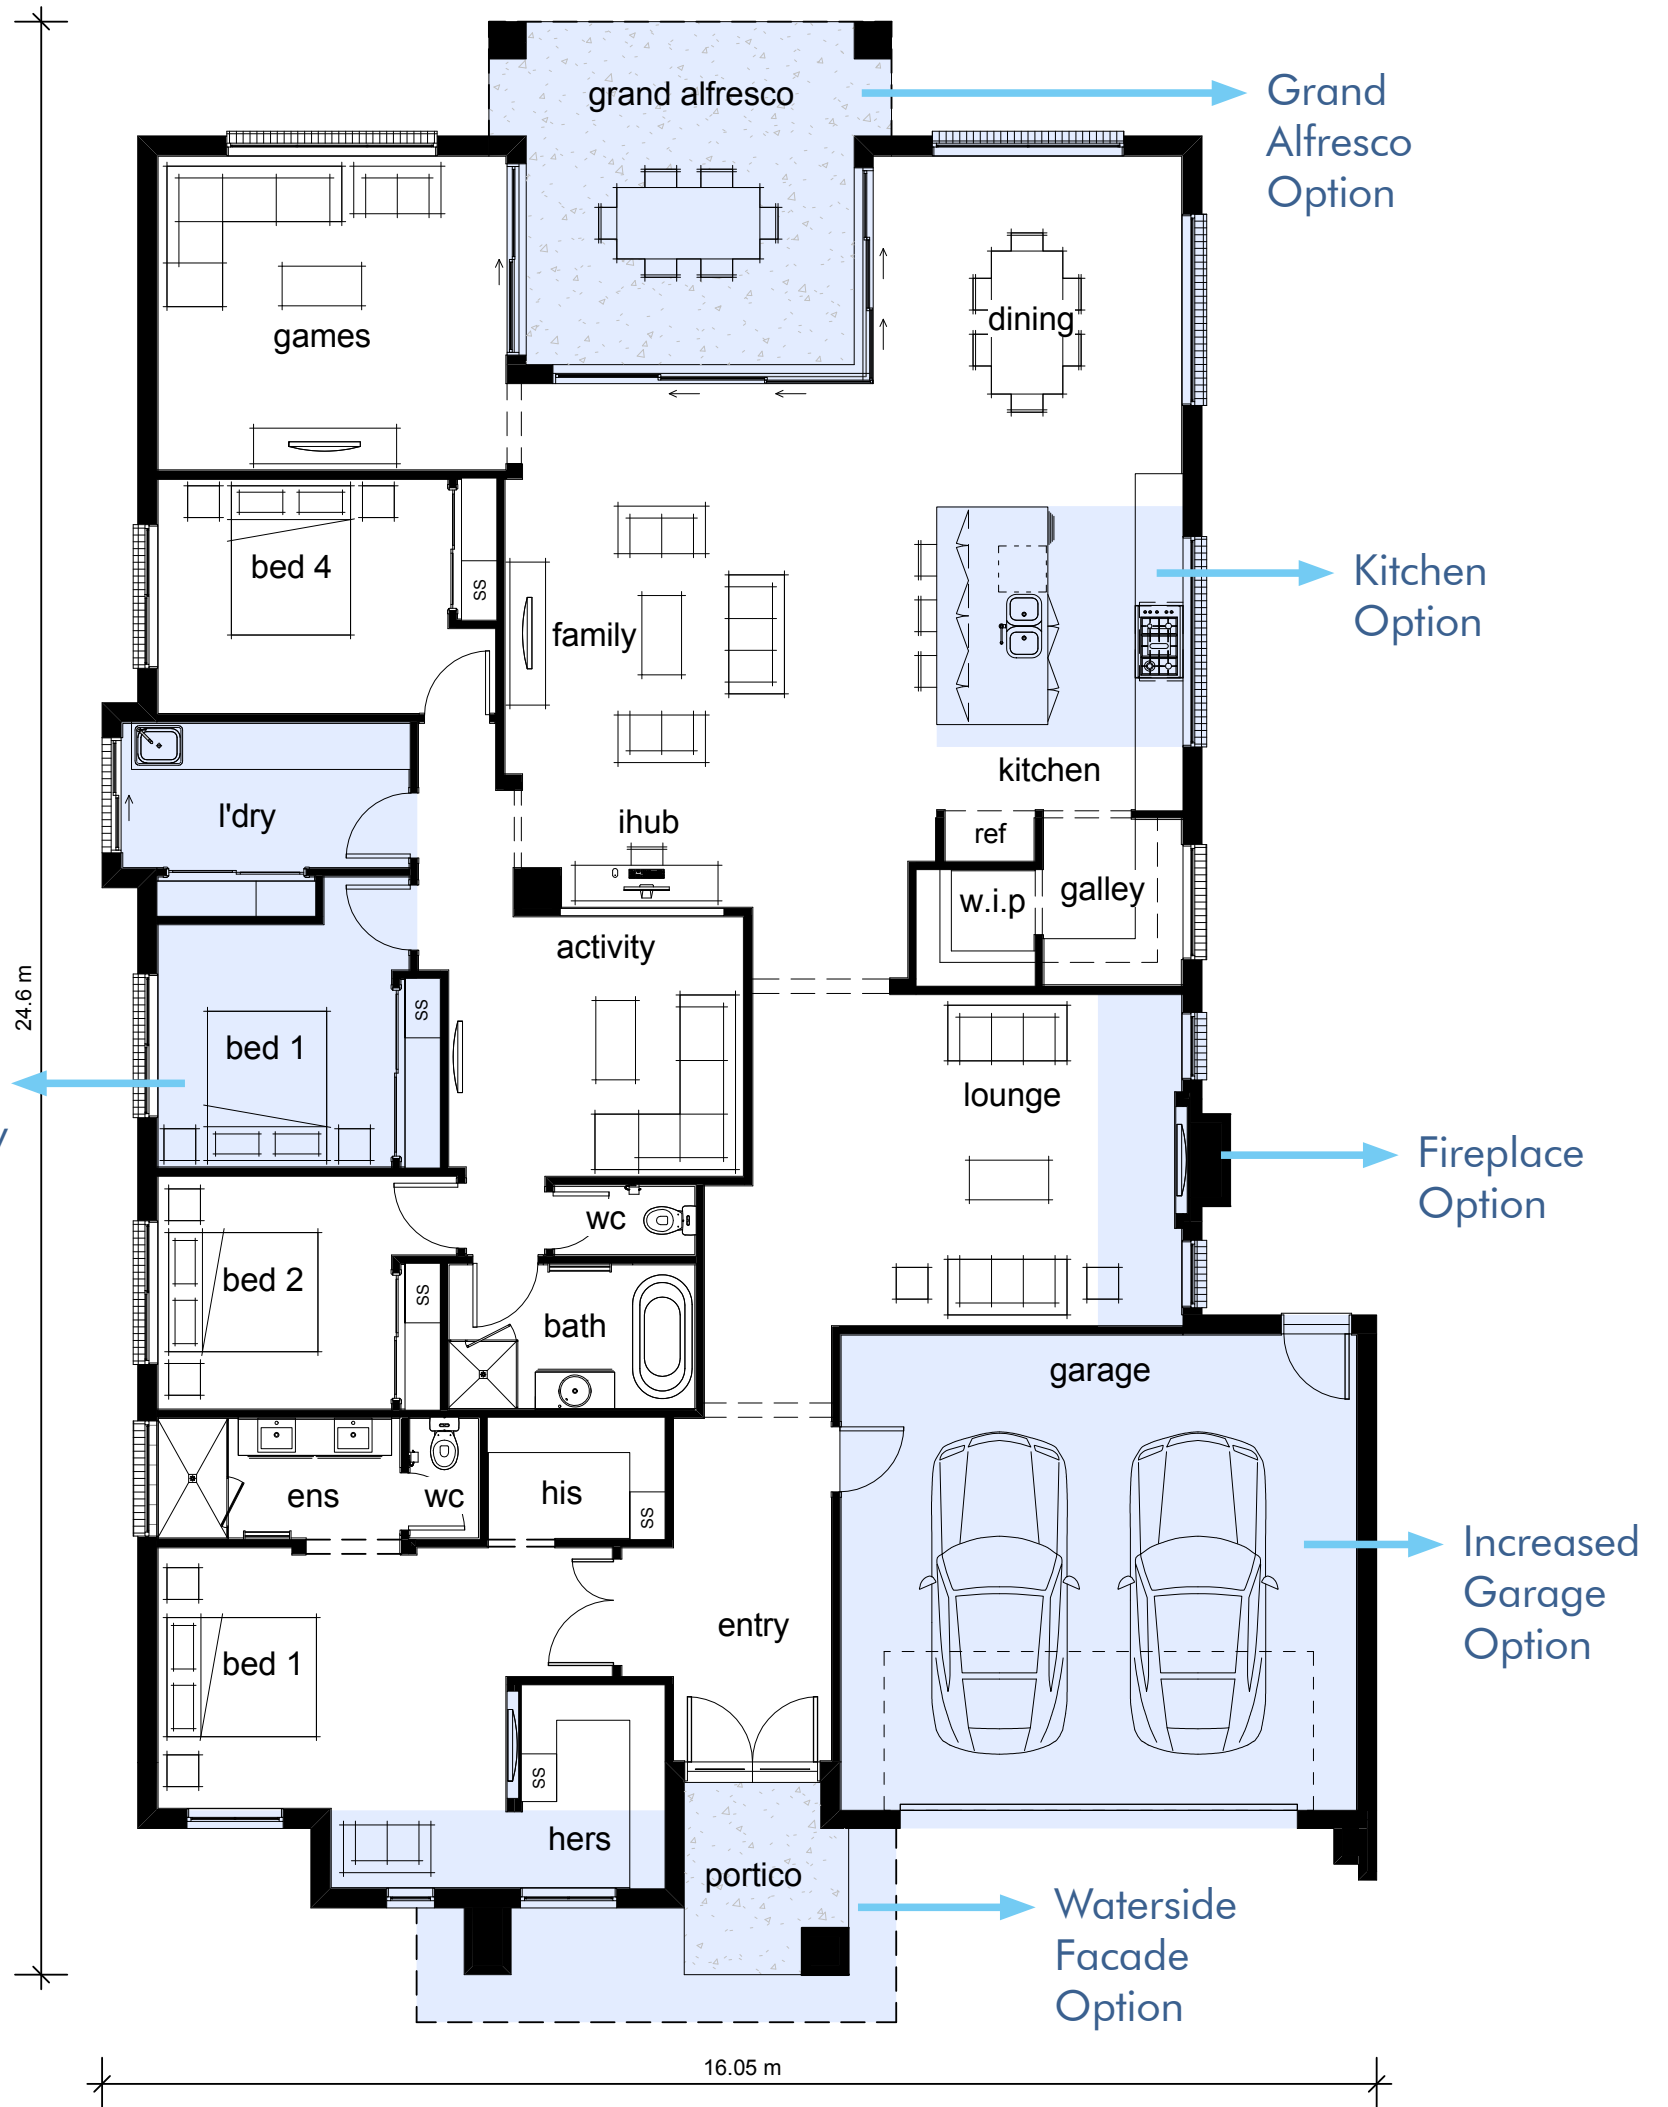 grand alfresco
Grand
Alfresco
Option
games
dining
bed 4
SS
family
Kitchen
Option
kitchen
l'dry
ihub
ref
w.i.p
galley
activity
24.6 m
SS
bed 1
lounge
Fireplace
Option
wc
bed 2
SS
bath
garage
ens
wc
his
SS
Increased
Garage
Option
entry
bed 1
SS
hers
portico
Waterside
Facade
Option
16.05 m